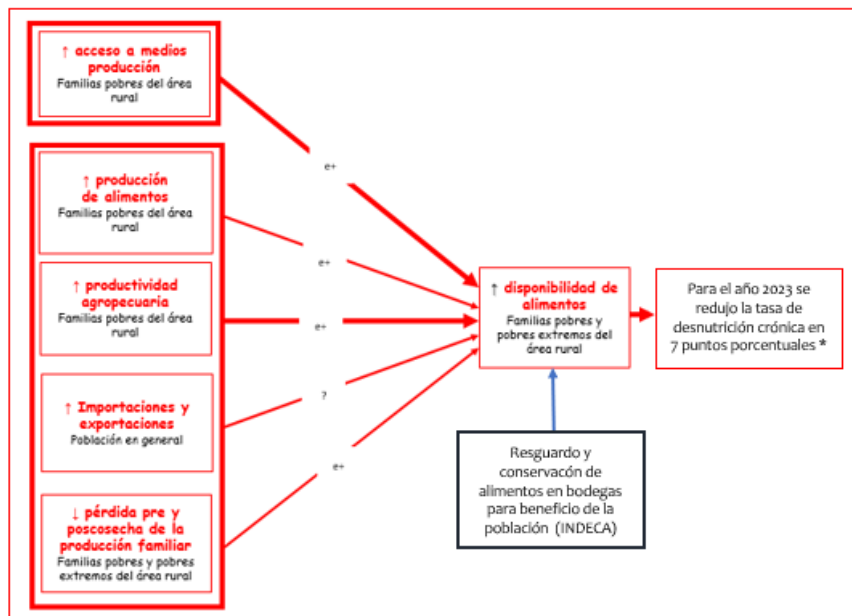 ↑ acceso a medios
producción
Familias pobres del área
rural
↑ producción
de alimentos
Familias pobres del área
rural
↑ productividad
agropecuaria
Familias pobres del área
rural
↑ Importaciones y
exportaciones
Población en general
↓ pérdida pre y
poscosecha de la
producción familiar
Familias pobres y pobres
extremos del área rural
e+
e+
e+
?
e+
↑ disponibilidad de
alimentos
Familias pobres y
pobres extremos del
área rural
Para el año 2023 se
redujo la tasa de
desnutrición crónica en
7 puntos porcentuales *
Resguardo y
conservacón de
alimentos en bodegas
para beneficio de la
población (INDECA)